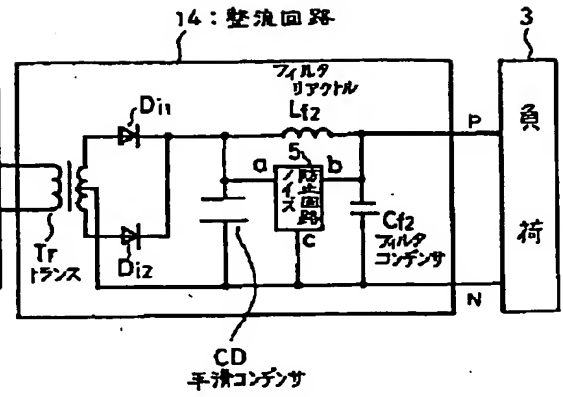 14：整流回路
3
フィルタ
リアクトル
Lf2
Di1
P
5
a
b
ノイズ
防止回路
c
負荷
Cf2
フィルタ
コンデンサ
Tr
トランス
Di2
N
CD
平滑コンデンサ